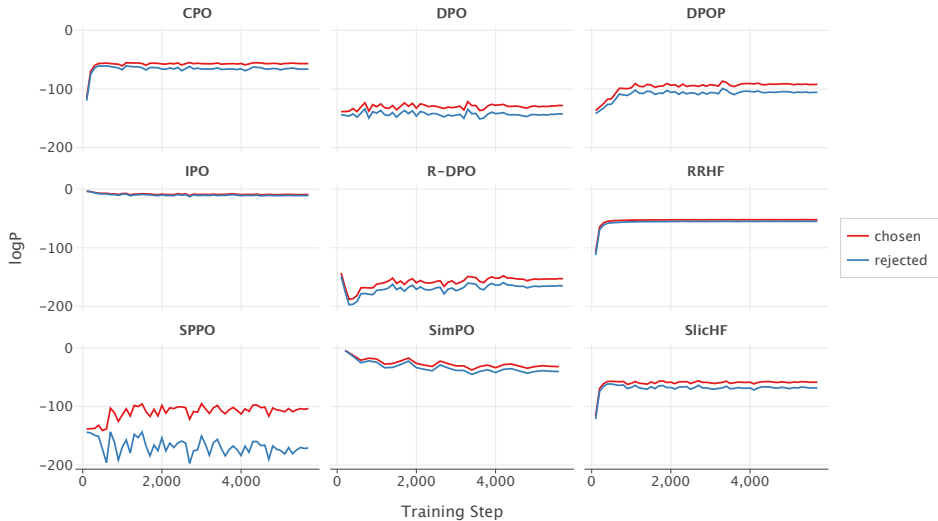 CPO DPO DPOP
0
−100
−200
IPO R-DPO RRHF
0
−100
−200
logP
chosen
rejected
SPPO SimPO SlicHF
0
−100
−200
0 2,000 4,000 0 2,000 4,000 0 2,000 4,000
Training Step